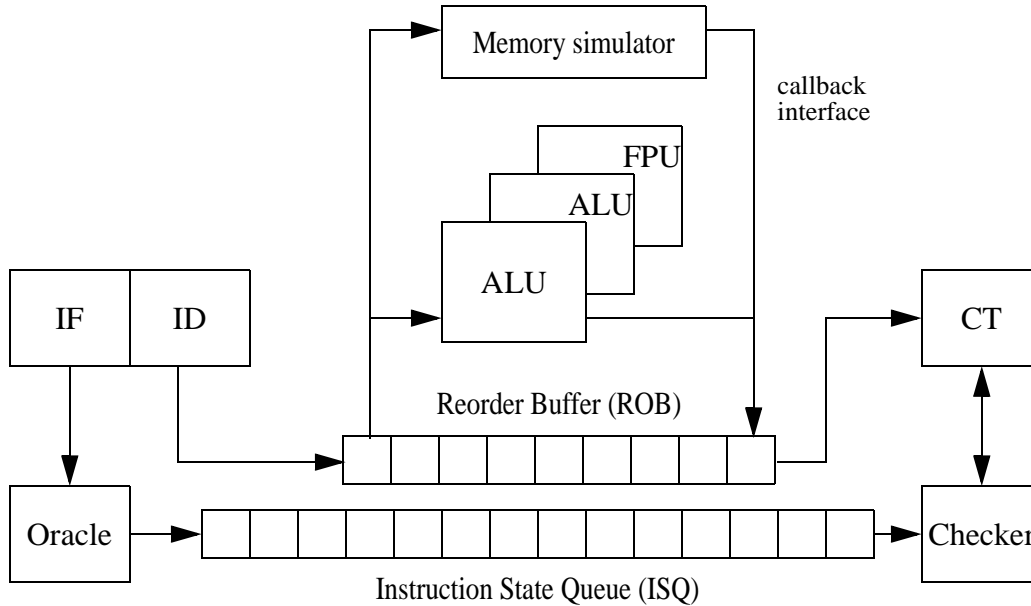 Memory simulator
callback
interface
FPU
ALU
ALU
IF
ID
CT
Reorder Buffer (ROB)
Oracle
Checker
Instruction State Queue (ISQ)